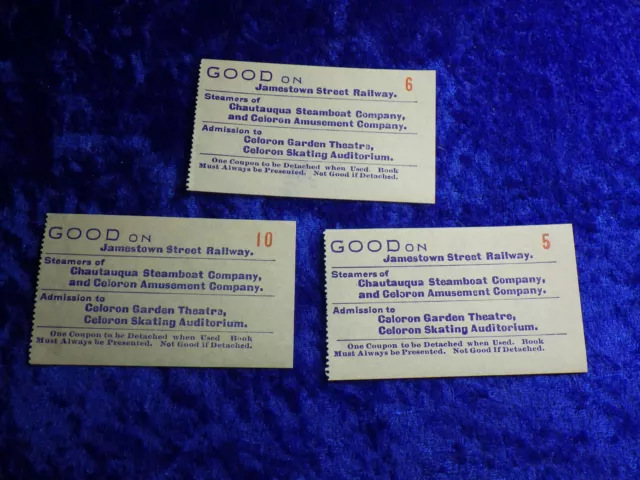 GOOD ON 6
Jamestown Street Railway.
Steamers of
Chautauqua Steamboat Company,
and Celoron Amusement Company.
Admission to
Celoron Garden Theatre,
Celoron Skating Auditorium.
One Coupon to be Detached when Used. Book
Must Always be Presented. Not Good if Detached.
GOOD ON 10
Jamestown Street Railway.
Steamers of
Chautauqua Steamboat Company,
and Celoron Amusement Company.
Admission to
Celoron Garden Theatre,
Celoron Skating Auditorium.
One Coupon to be Detached when Used Book
Must Always be Presented. Not Good if Detached.
GOOD ON 5
Jamestown Street Railway.
Steamers of
Chautauqua Steamboat Company,
and Celoron Amusement Company.
Admission to
Celoron Garden Theatre,
Celoron Skating Auditorium.
One Coupon to be Detached when Used. Book
Must Always be Presented. Not Good if Detached.